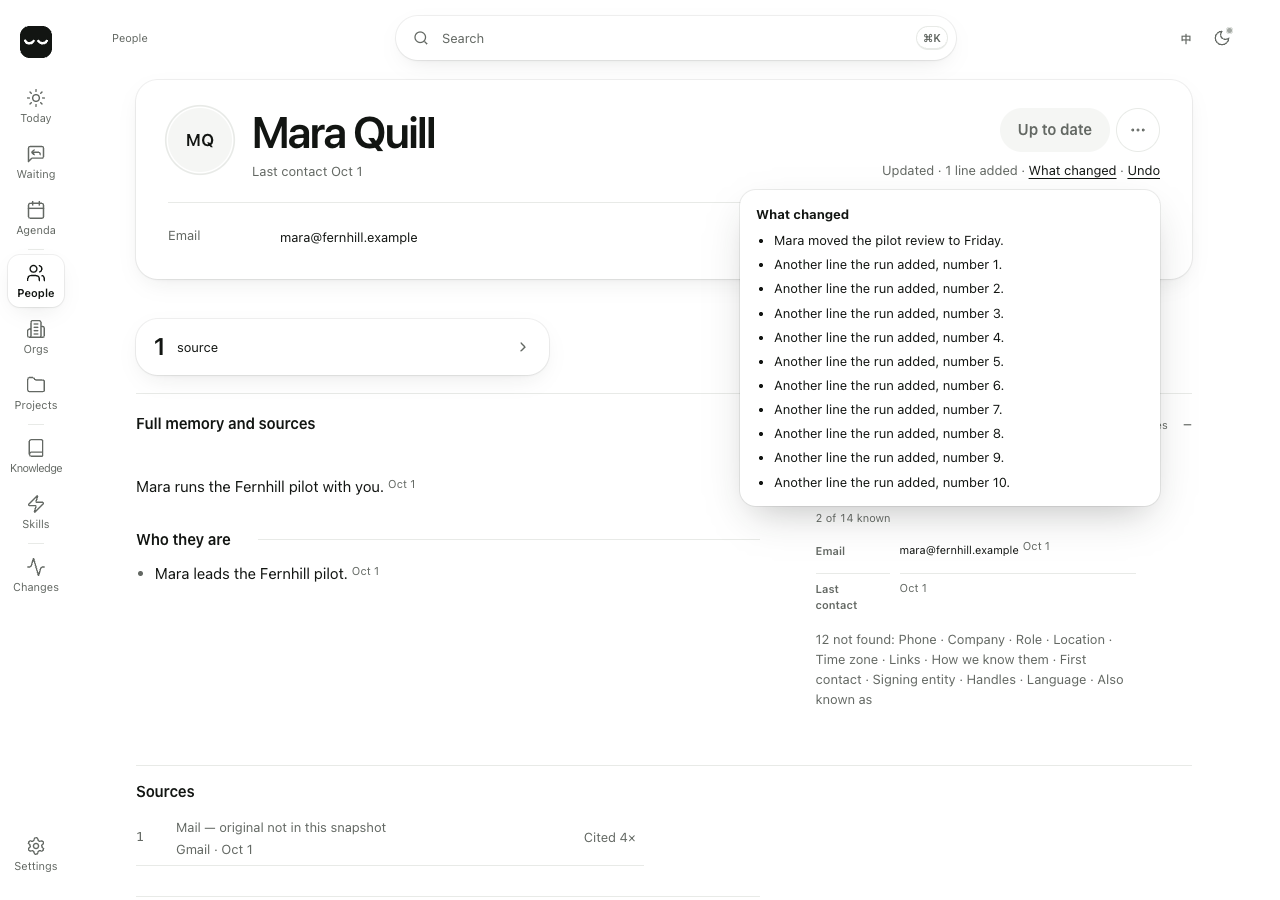 People
Search
⌘K
中
Today
Waiting
Agenda
People
Orgs
Projects
Knowledge
Skills
Changes
Settings
MQ
Mara Quill
Last contact Oct 1
Up to date
Updated · 1 line added · What changed · Undo
Email
mara@fernhill.example
What changed
• Mara moved the pilot review to Friday.
• Another line the run added, number 1.
• Another line the run added, number 2.
• Another line the run added, number 3.
• Another line the run added, number 4.
• Another line the run added, number 5.
• Another line the run added, number 6.
• Another line the run added, number 7.
• Another line the run added, number 8.
• Another line the run added, number 9.
• Another line the run added, number 10.
1 source
Full memory and sources
Mara runs the Fernhill pilot with you. Oct 1
Who they are
• Mara leads the Fernhill pilot. Oct 1
2 of 14 known
Email mara@fernhill.example Oct 1
Last contact
Oct 1
12 not found: Phone · Company · Role · Location ·
Time zone · Links · How we know them · First
contact · Signing entity · Handles · Language · Also
known as
Sources
1
Mail — original not in this snapshot
Gmail · Oct 1
Cited 4×